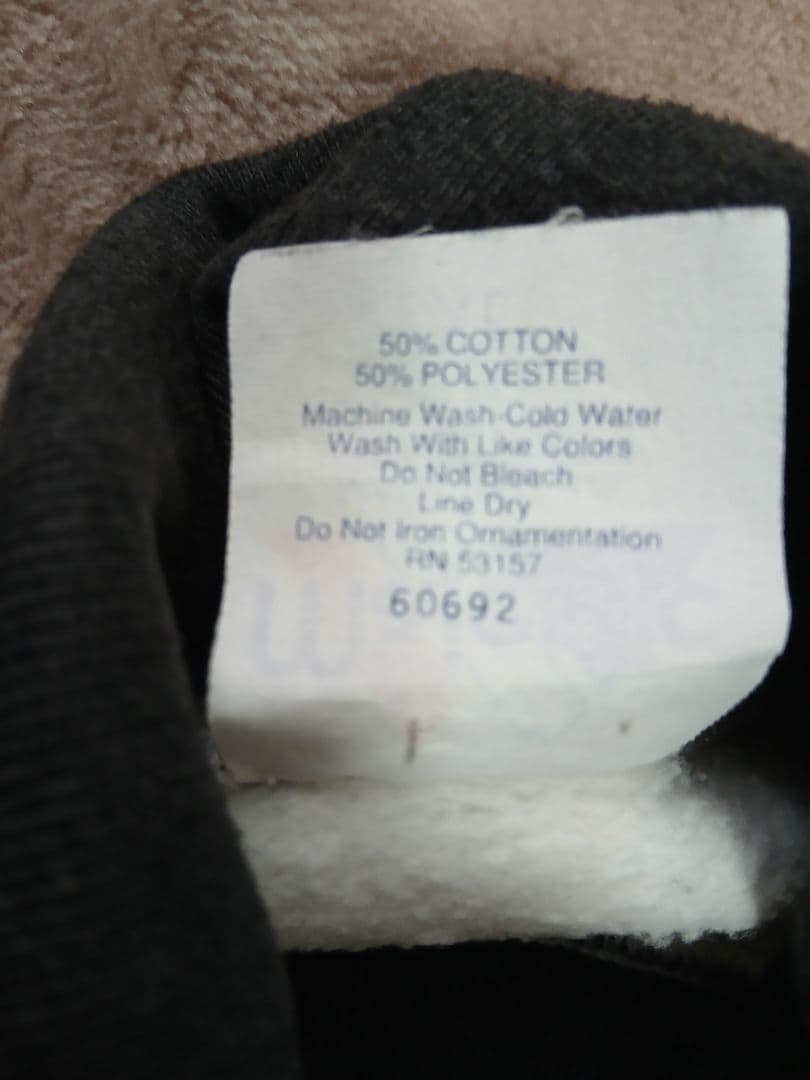 50% COTTON
50% POLYESTER
Machine Wash-Cold Water
Wash With Like Colors
Do Not Bleach
Line Dry
Do Not Iron Ornamentation
RN 53157
60692